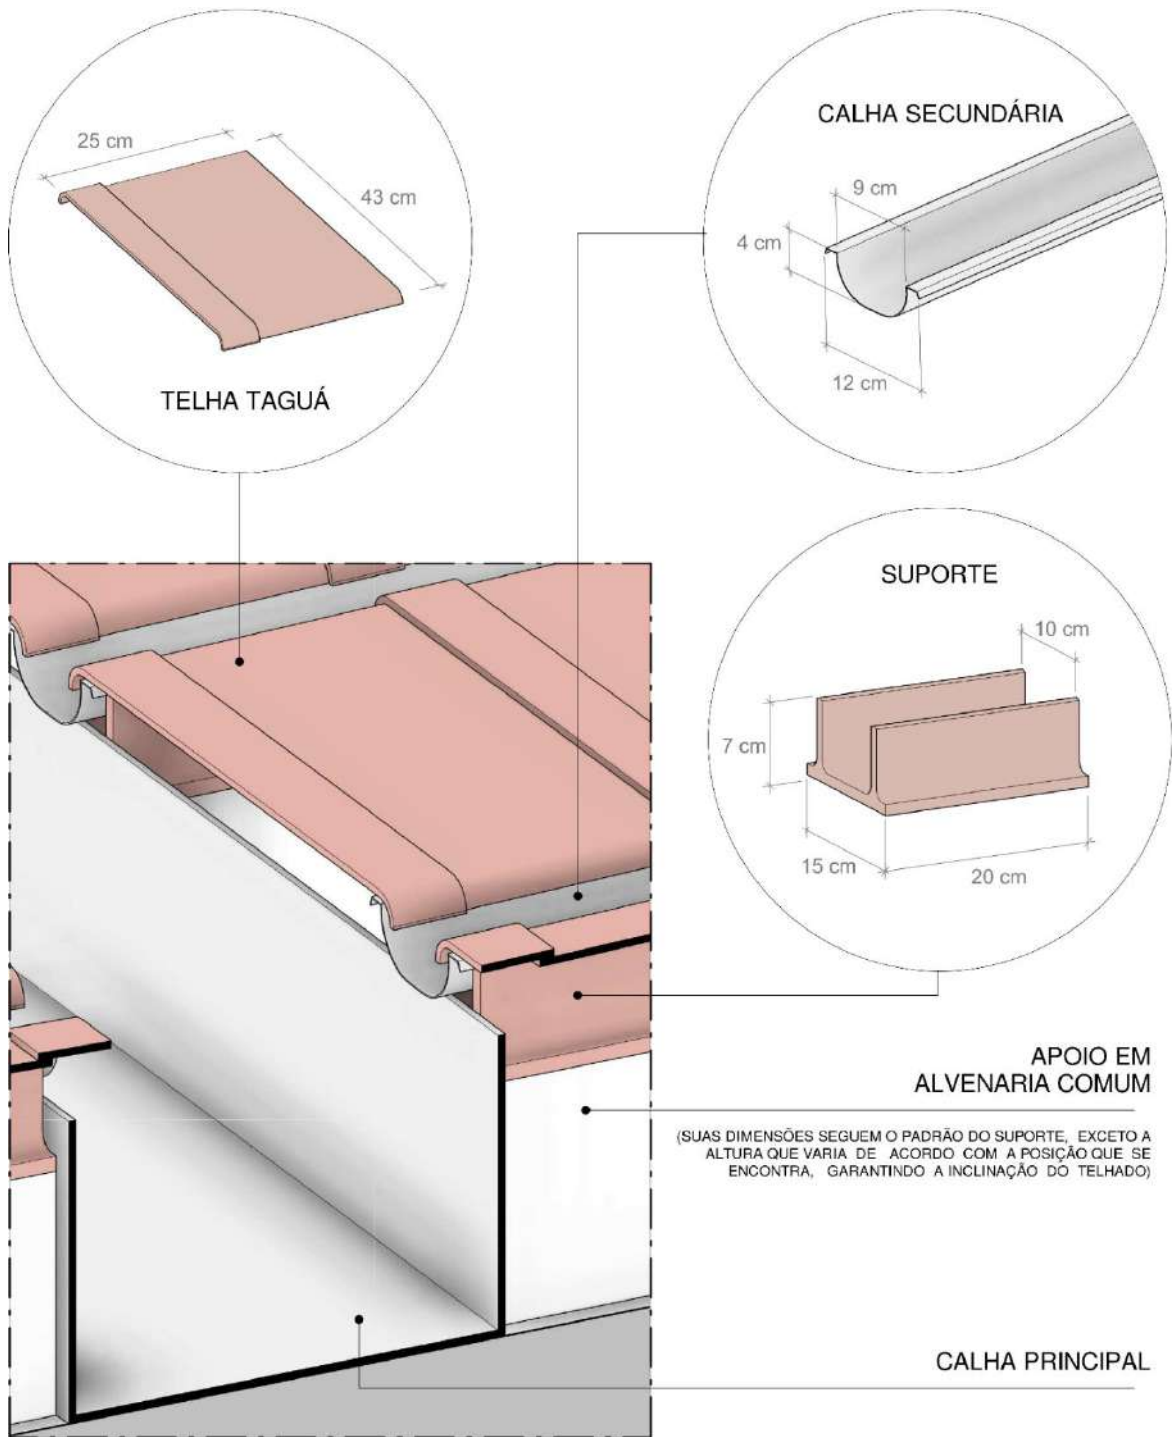 25 cm
43 cm
TELHA TAGUÁ
CALHA SECUNDÁRIA
9 cm
4 cm
12 cm
SUPORTE
10 cm
7 cm
15 cm
20 cm
APOIO EM
ALVENARIA COMUM
(SUAS DIMENSÕES SEGUEM O PADRÃO DO SUPORTE, EXCETO A
ALTURA QUE VARIA DE ACORDO COM A POSIÇÃO QUE SE
ENCONTRA, GARANTINDO A INCLINAÇÃO DO TELHADO)
CALHA PRINCIPAL